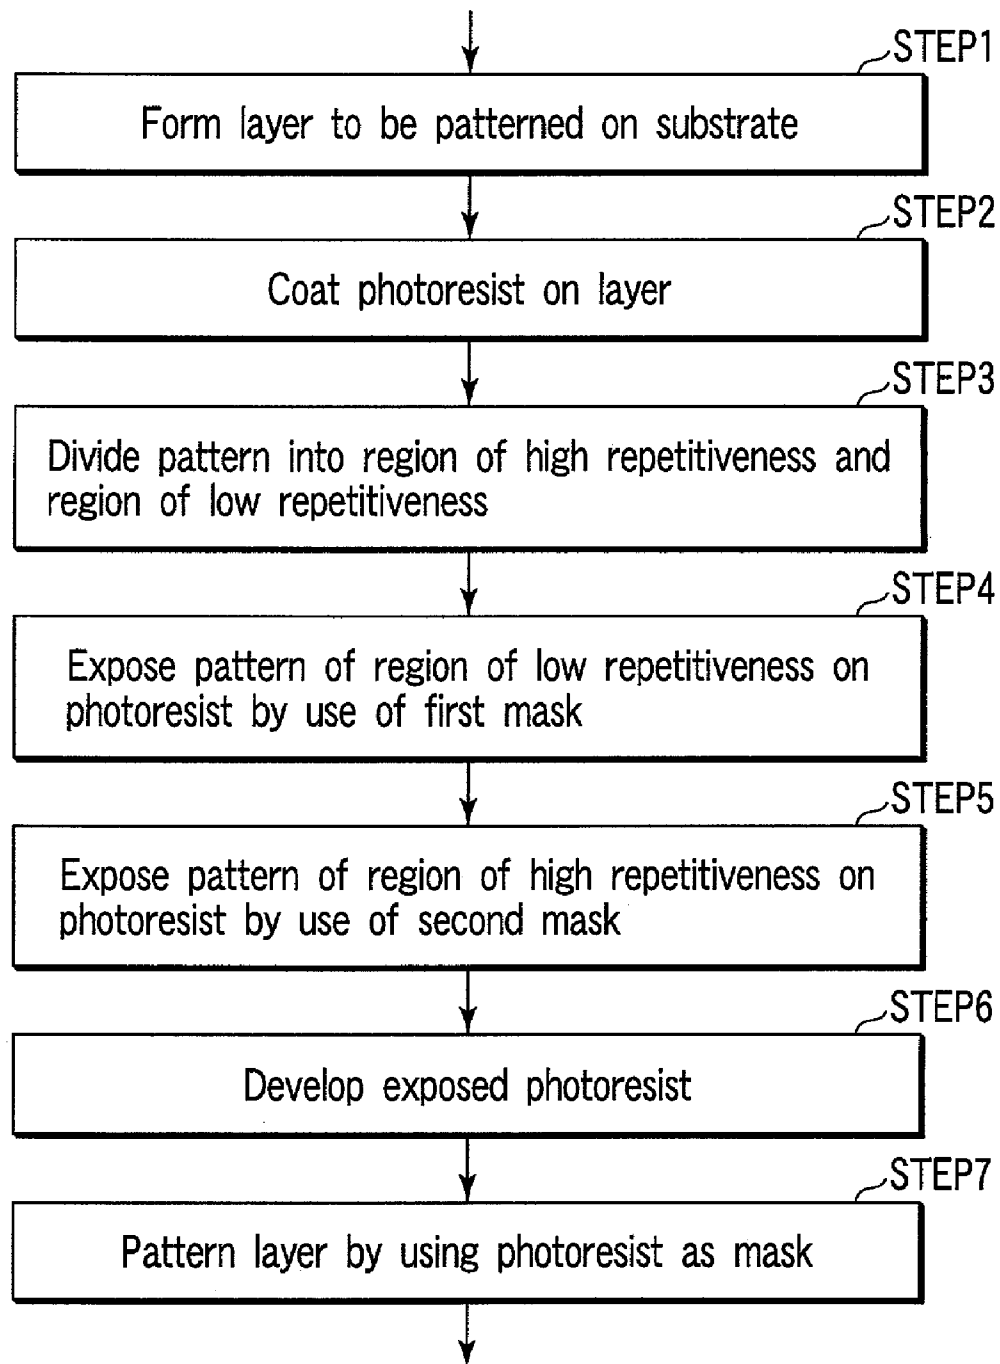 STEP1
Form layer to be patterned on substrate
STEP2
Coat photoresist on layer
STEP3
Divide pattern into region of high repetitiveness and
region of low repetitiveness
STEP4
Expose pattern of region of low repetitiveness on
photoresist by use of first mask
STEP5
Expose pattern of region of high repetitiveness on
photoresist by use of second mask
STEP6
Develop exposed photoresist
STEP7
Pattern layer by using photoresist as mask